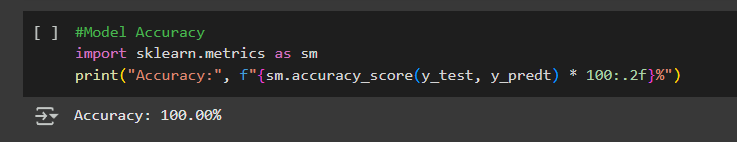 [ ] #Model Accuracy
import sklearn.metrics as sm
print("Accuracy:", f"{sm.accuracy_score(y_test, y_predt) * 100:.2f}%")
Accuracy: 100.00%